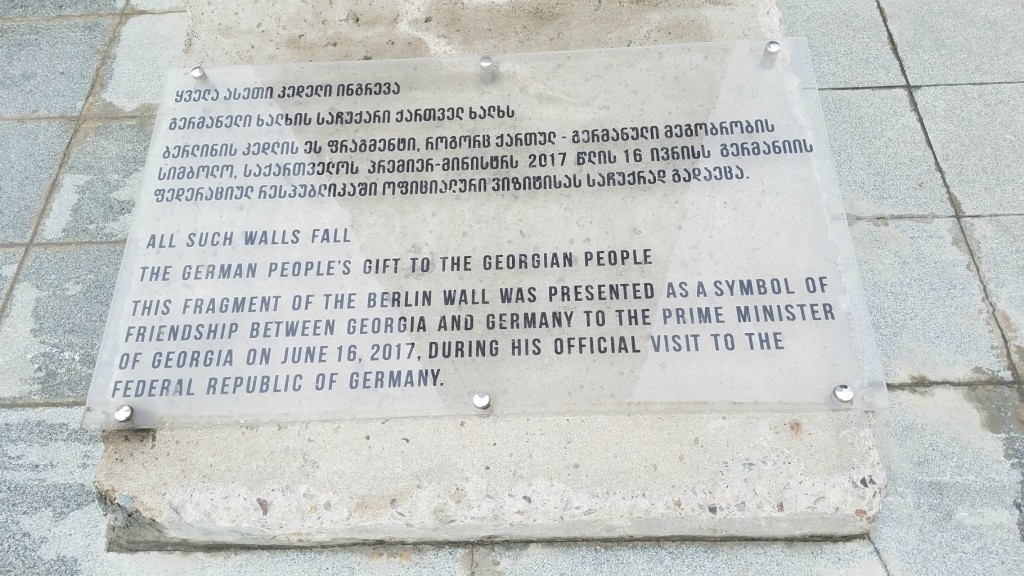 ყველა ასეთი კედელი ინგრევა
გერმანელი ხალხის საჩუქარი ქართველ ხალხს
ბერლინის კედლის ეს ფრაგმენტი, როგორც ქართულ - გერმანული მეგობრობის
სიმბოლო, საქართველოს პრემიერ-მინისტრს 2017 წლის 16 ივნისს გერმანიის
ფედერაციულ რესპუბლიკაში ოფიციალური ვიზიტისას საჩუქრად გადაეცა.
ALL SUCH WALLS FALL
THE GERMAN PEOPLE'S GIFT TO THE GEORGIAN PEOPLE
THIS FRAGMENT OF THE BERLIN WALL WAS PRESENTED AS A SYMBOL OF
FRIENDSHIP BETWEEN GEORGIA AND GERMANY TO THE PRIME MINISTER
OF GEORGIA ON JUNE 16, 2017, DURING HIS OFFICIAL VISIT TO THE
FEDERAL REPUBLIC OF GERMANY.